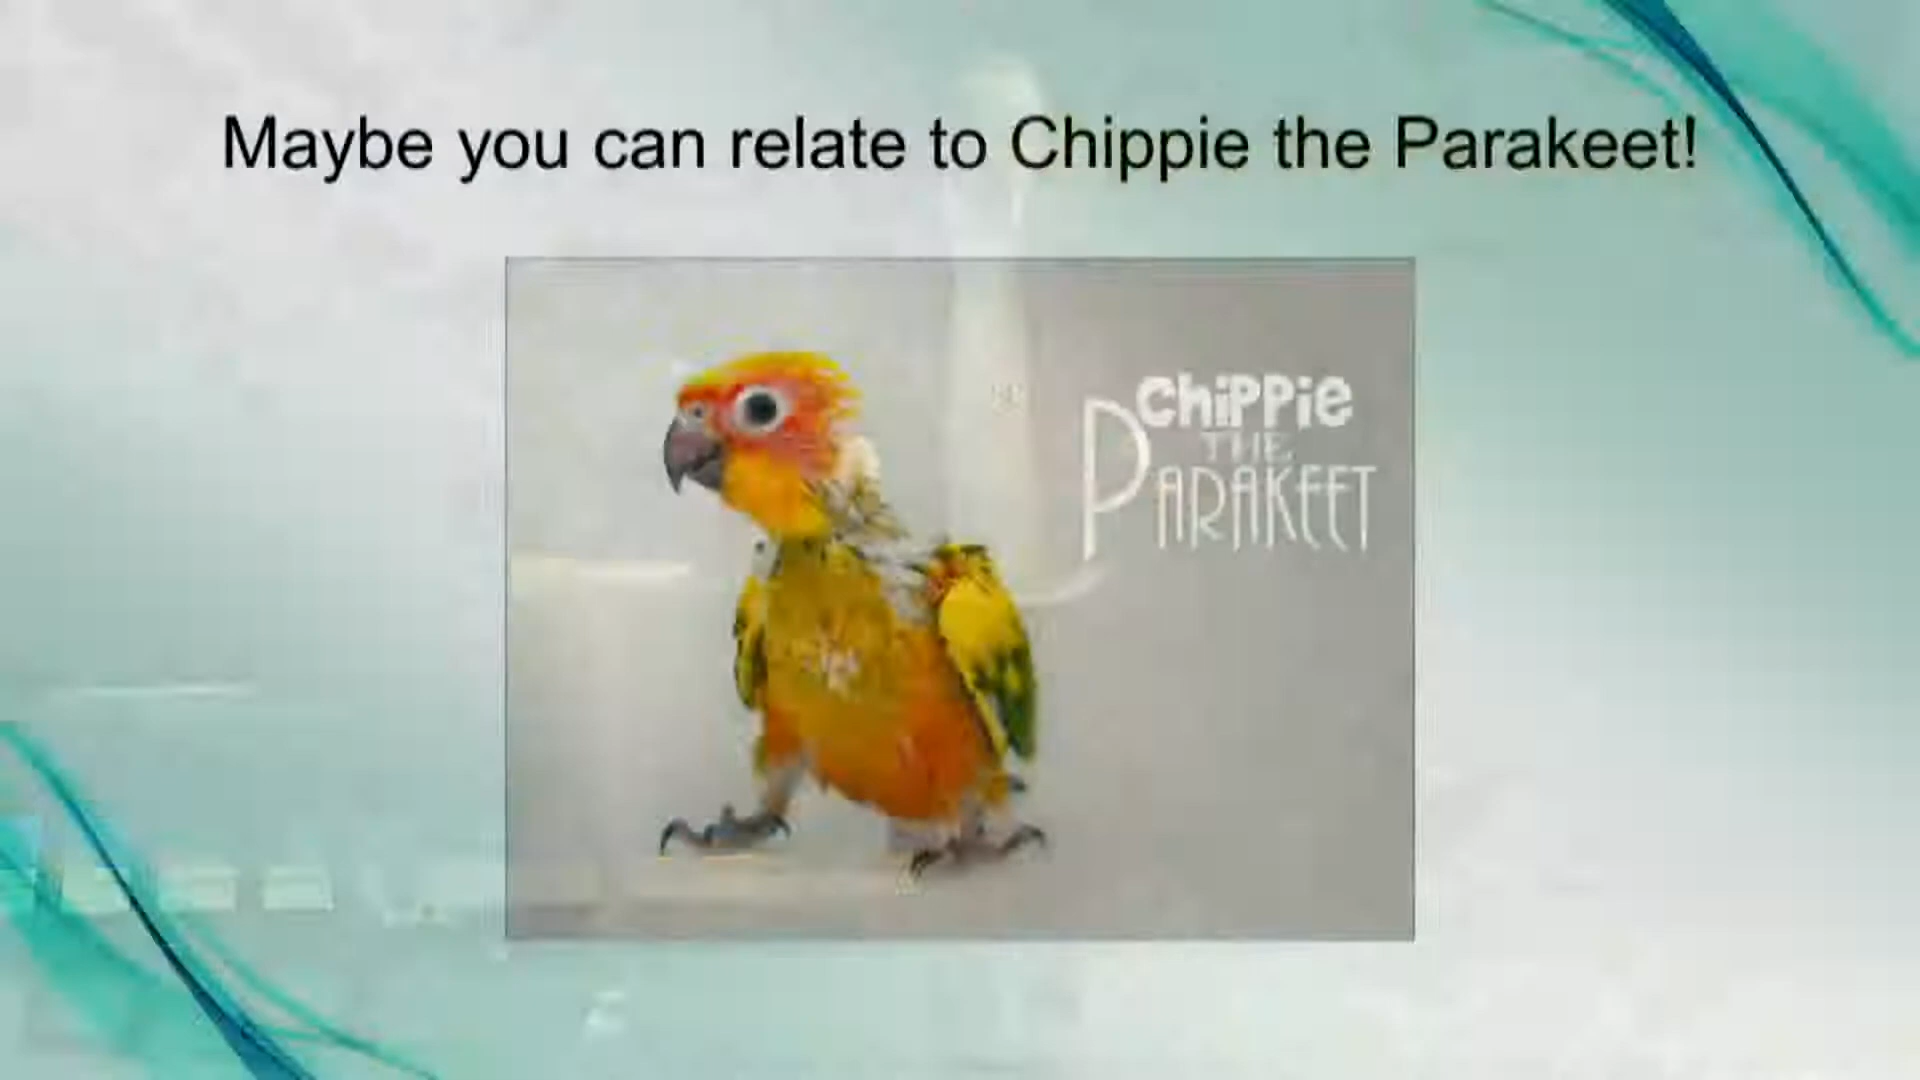 Maybe you can relate to Chippie the Parakeet!
Chippie
THE
PARAKEET